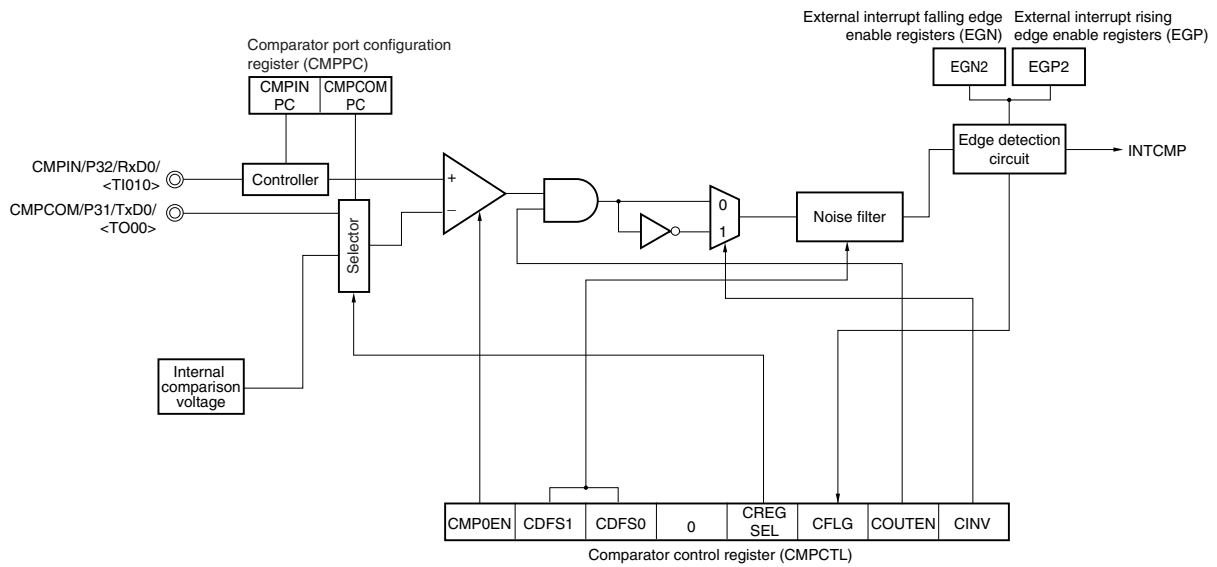 External interrupt falling edge
enable registers (EGN)
External interrupt rising
edge enable registers (EGP)
EGN2
EGP2
Comparator port configuration
register (CMPPC)
CMPIN
PC
CMPCOM
PC
Edge detection
circuit
INTCMP
CMPIN/P32/RxD0/
<TI010>
Controller
+
CMPCOM/P31/TxD0/
<TO00>
Selector
−
0
1
Noise filter
Internal
comparison
voltage
CMP0EN
CDFS1
CDFS0
0
CREG
SEL
CFLG
COUTEN
CINV
Comparator control register (CMPCTL)